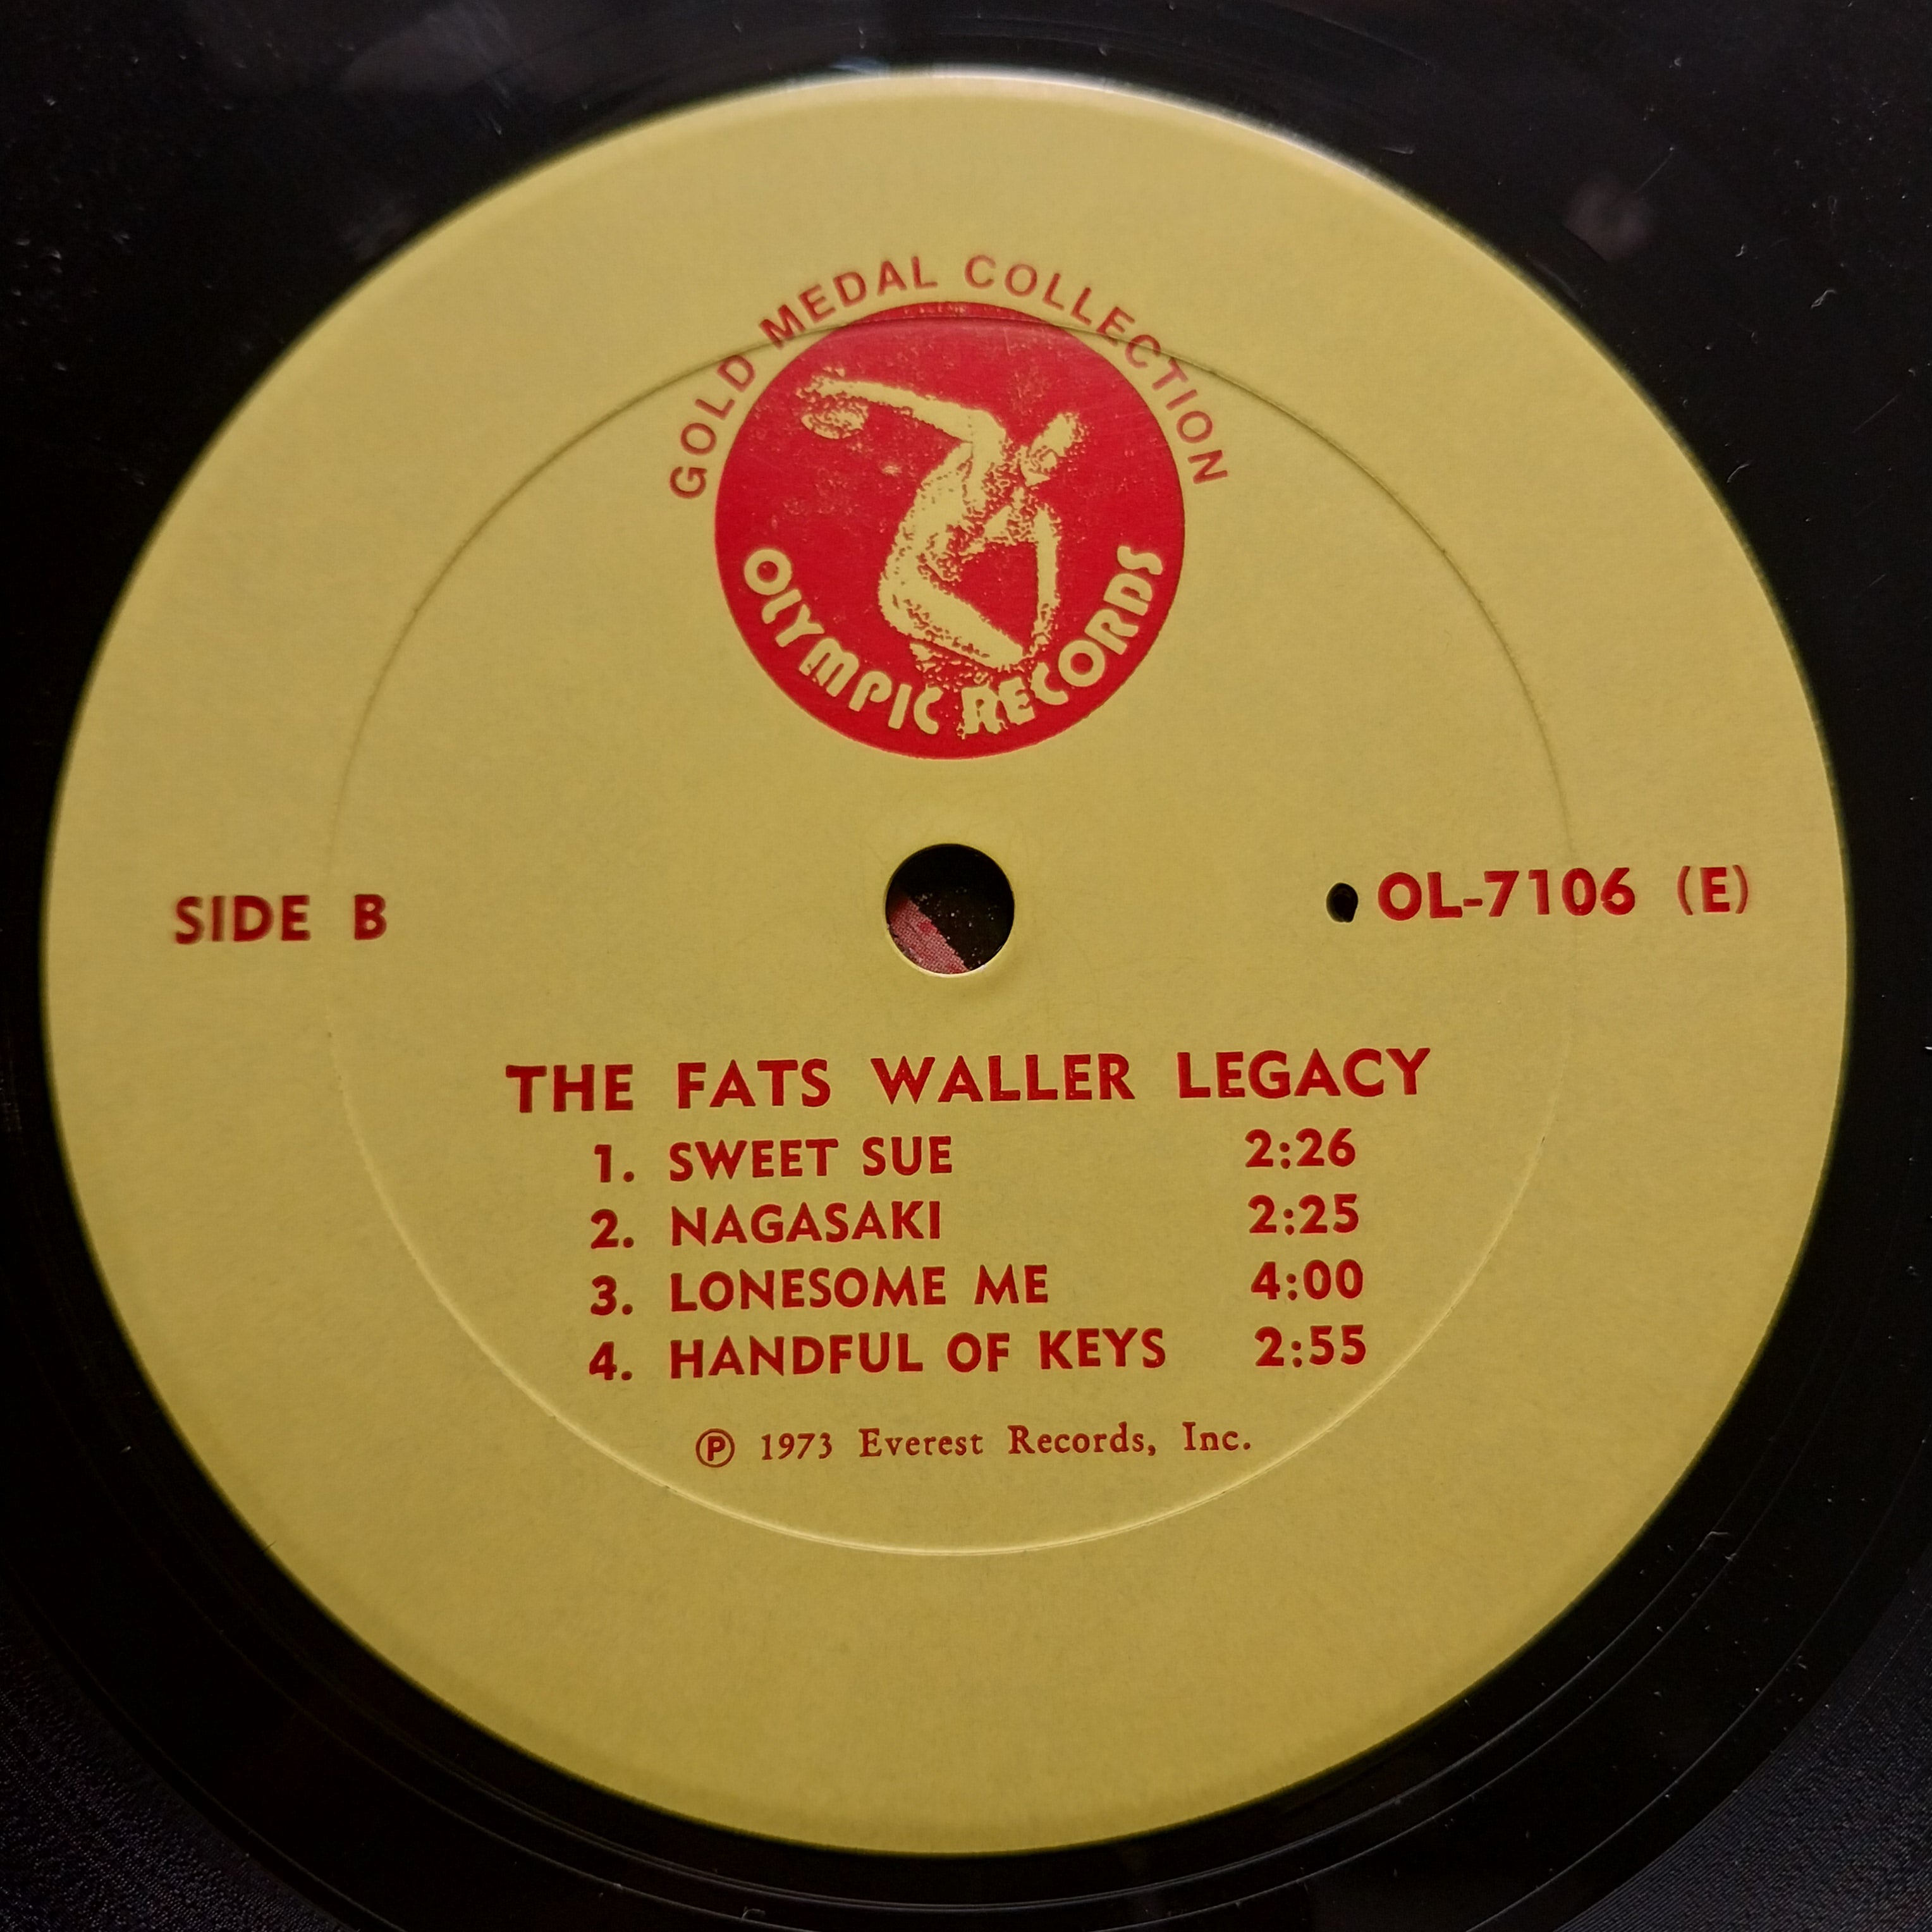 GOLD MEDAL COLLECTION
OLYMPIC RECORDS
SIDE B
OL-7106 (E)
THE FATS WALLER LEGACY
1. SWEET SUE 2:26
2. NAGASAKI 2:25
3. LONESOME ME 4:00
4. HANDFUL OF KEYS 2:55
℗ 1973 Everest Records, Inc.